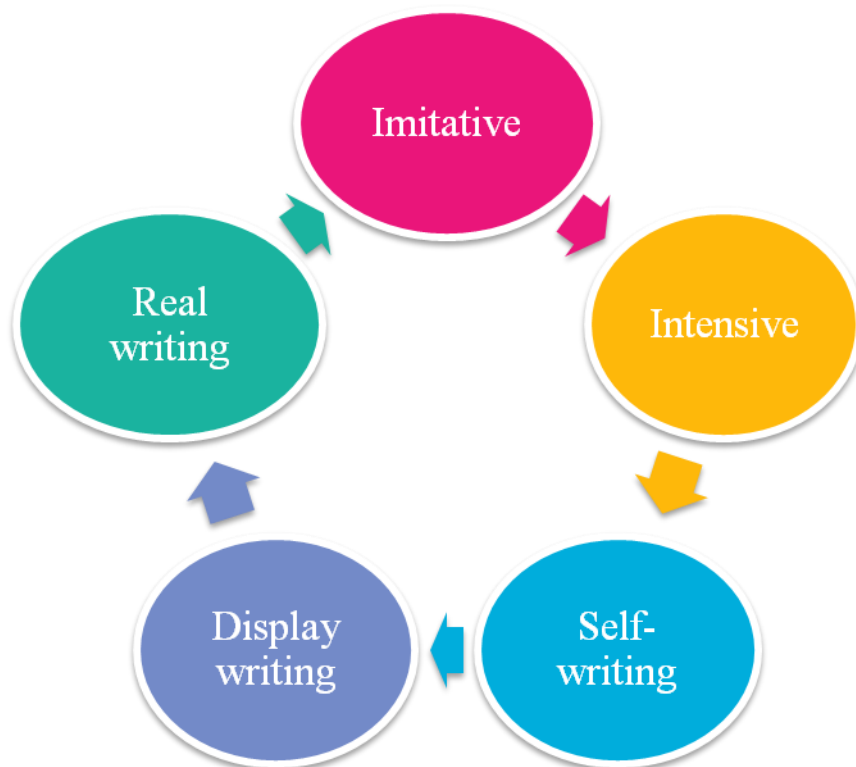 Imitative
Intensive
Self-
writing
Display
writing
Real
writing